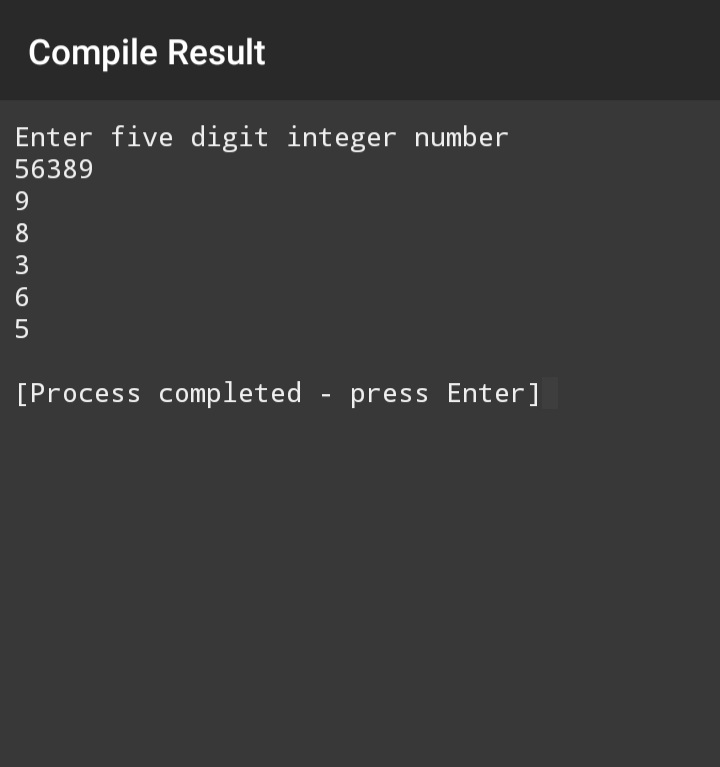 Compile Result
Enter five digit integer number
56389
9
8
3
6
5
[Process completed - press Enter]